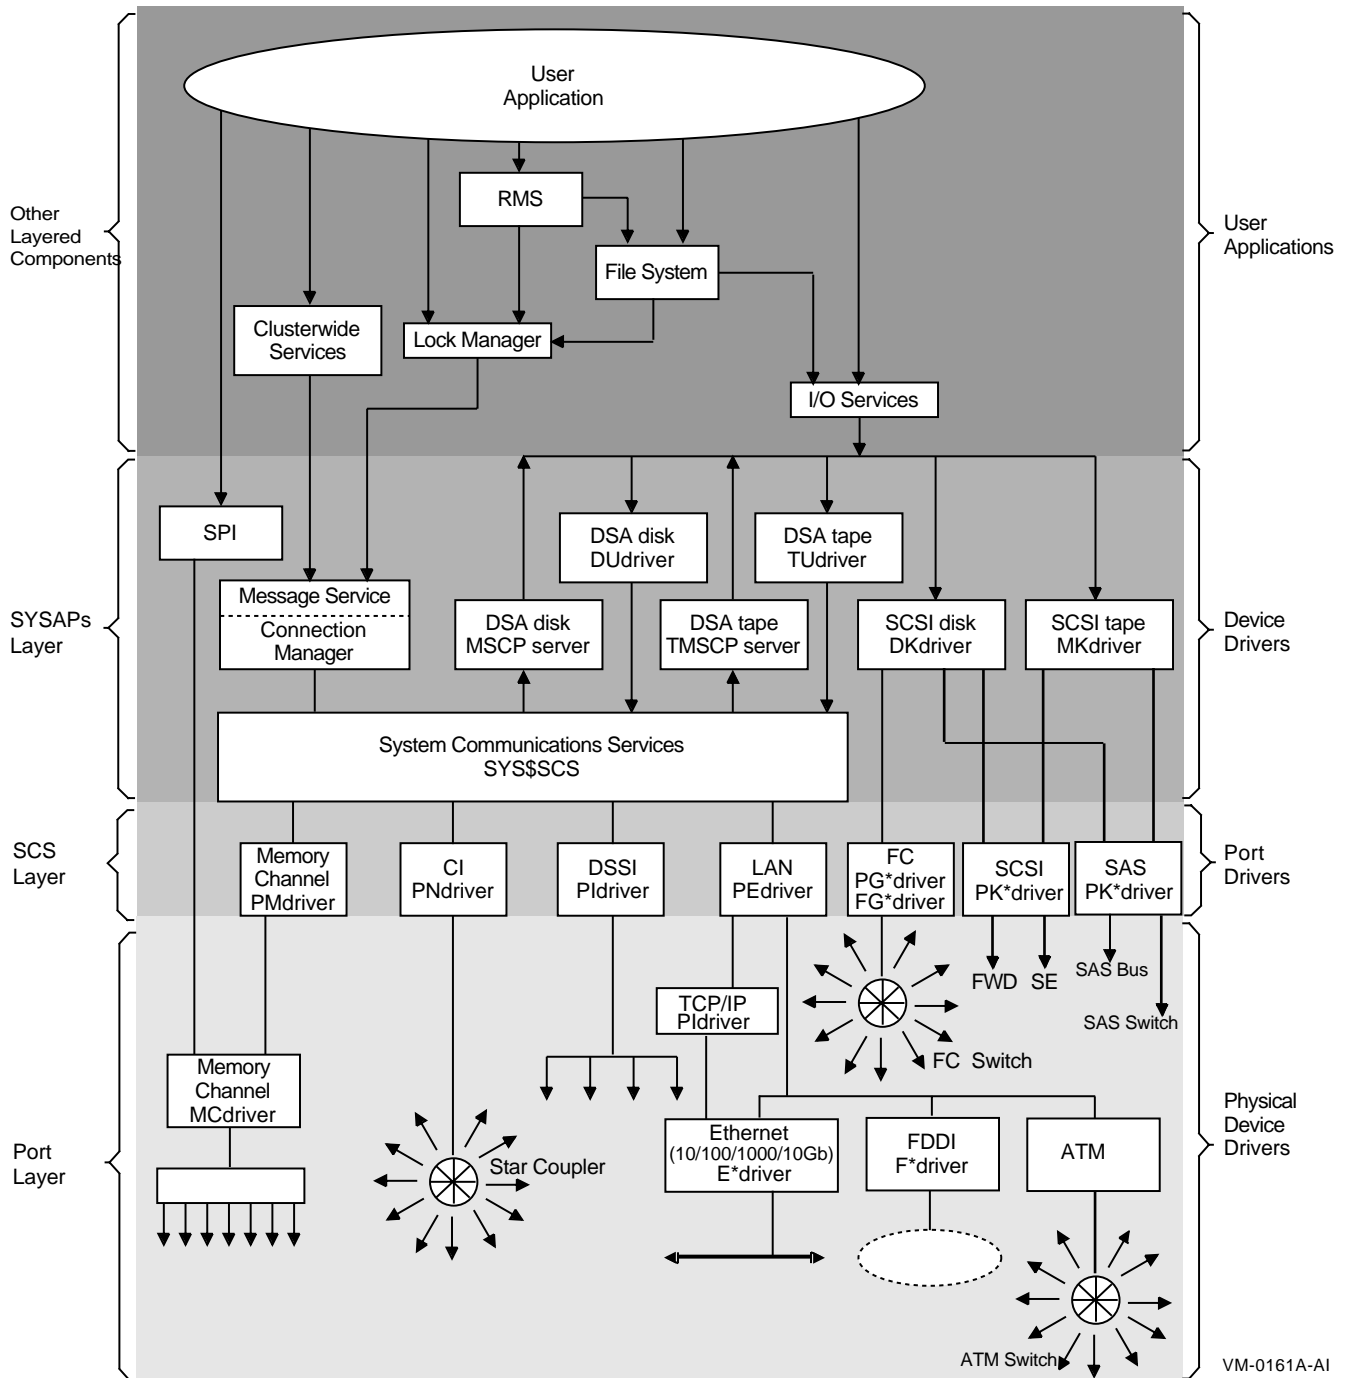 User
Application
RMS
Other
Layered
Components
User
Applications
File System
Clusterwide
Services
Lock Manager
I/O Services
SPI
DSA disk
DUdriver
DSA tape
TUdriver
Message Service
Connection
Manager
SYSAPs
Layer
DSA disk
MSCP server
DSA tape
TMSCP server
SCSI disk
DKdriver
SCSI tape
MKdriver
Device
Drivers
System Communications Services
SYS$SCS
SCS
Layer
Memory
Channel
PMdriver
CI
PNdriver
DSSI
PIdriver
LAN
PEdriver
FC
PG*driver
FG*driver
SCSI
PK*driver
SAS
PK*driver
Port
Drivers
FWD
SE
SAS Bus
SAS Switch
TCP/IP
PIdriver
FC Switch
Memory
Channel
MCdriver
Port
Layer
Star Coupler
Ethernet
(10/100/1000/10Gb)
E*driver
FDDI
F*driver
ATM
Physical
Device
Drivers
ATM Switch
VM-0161A-AI